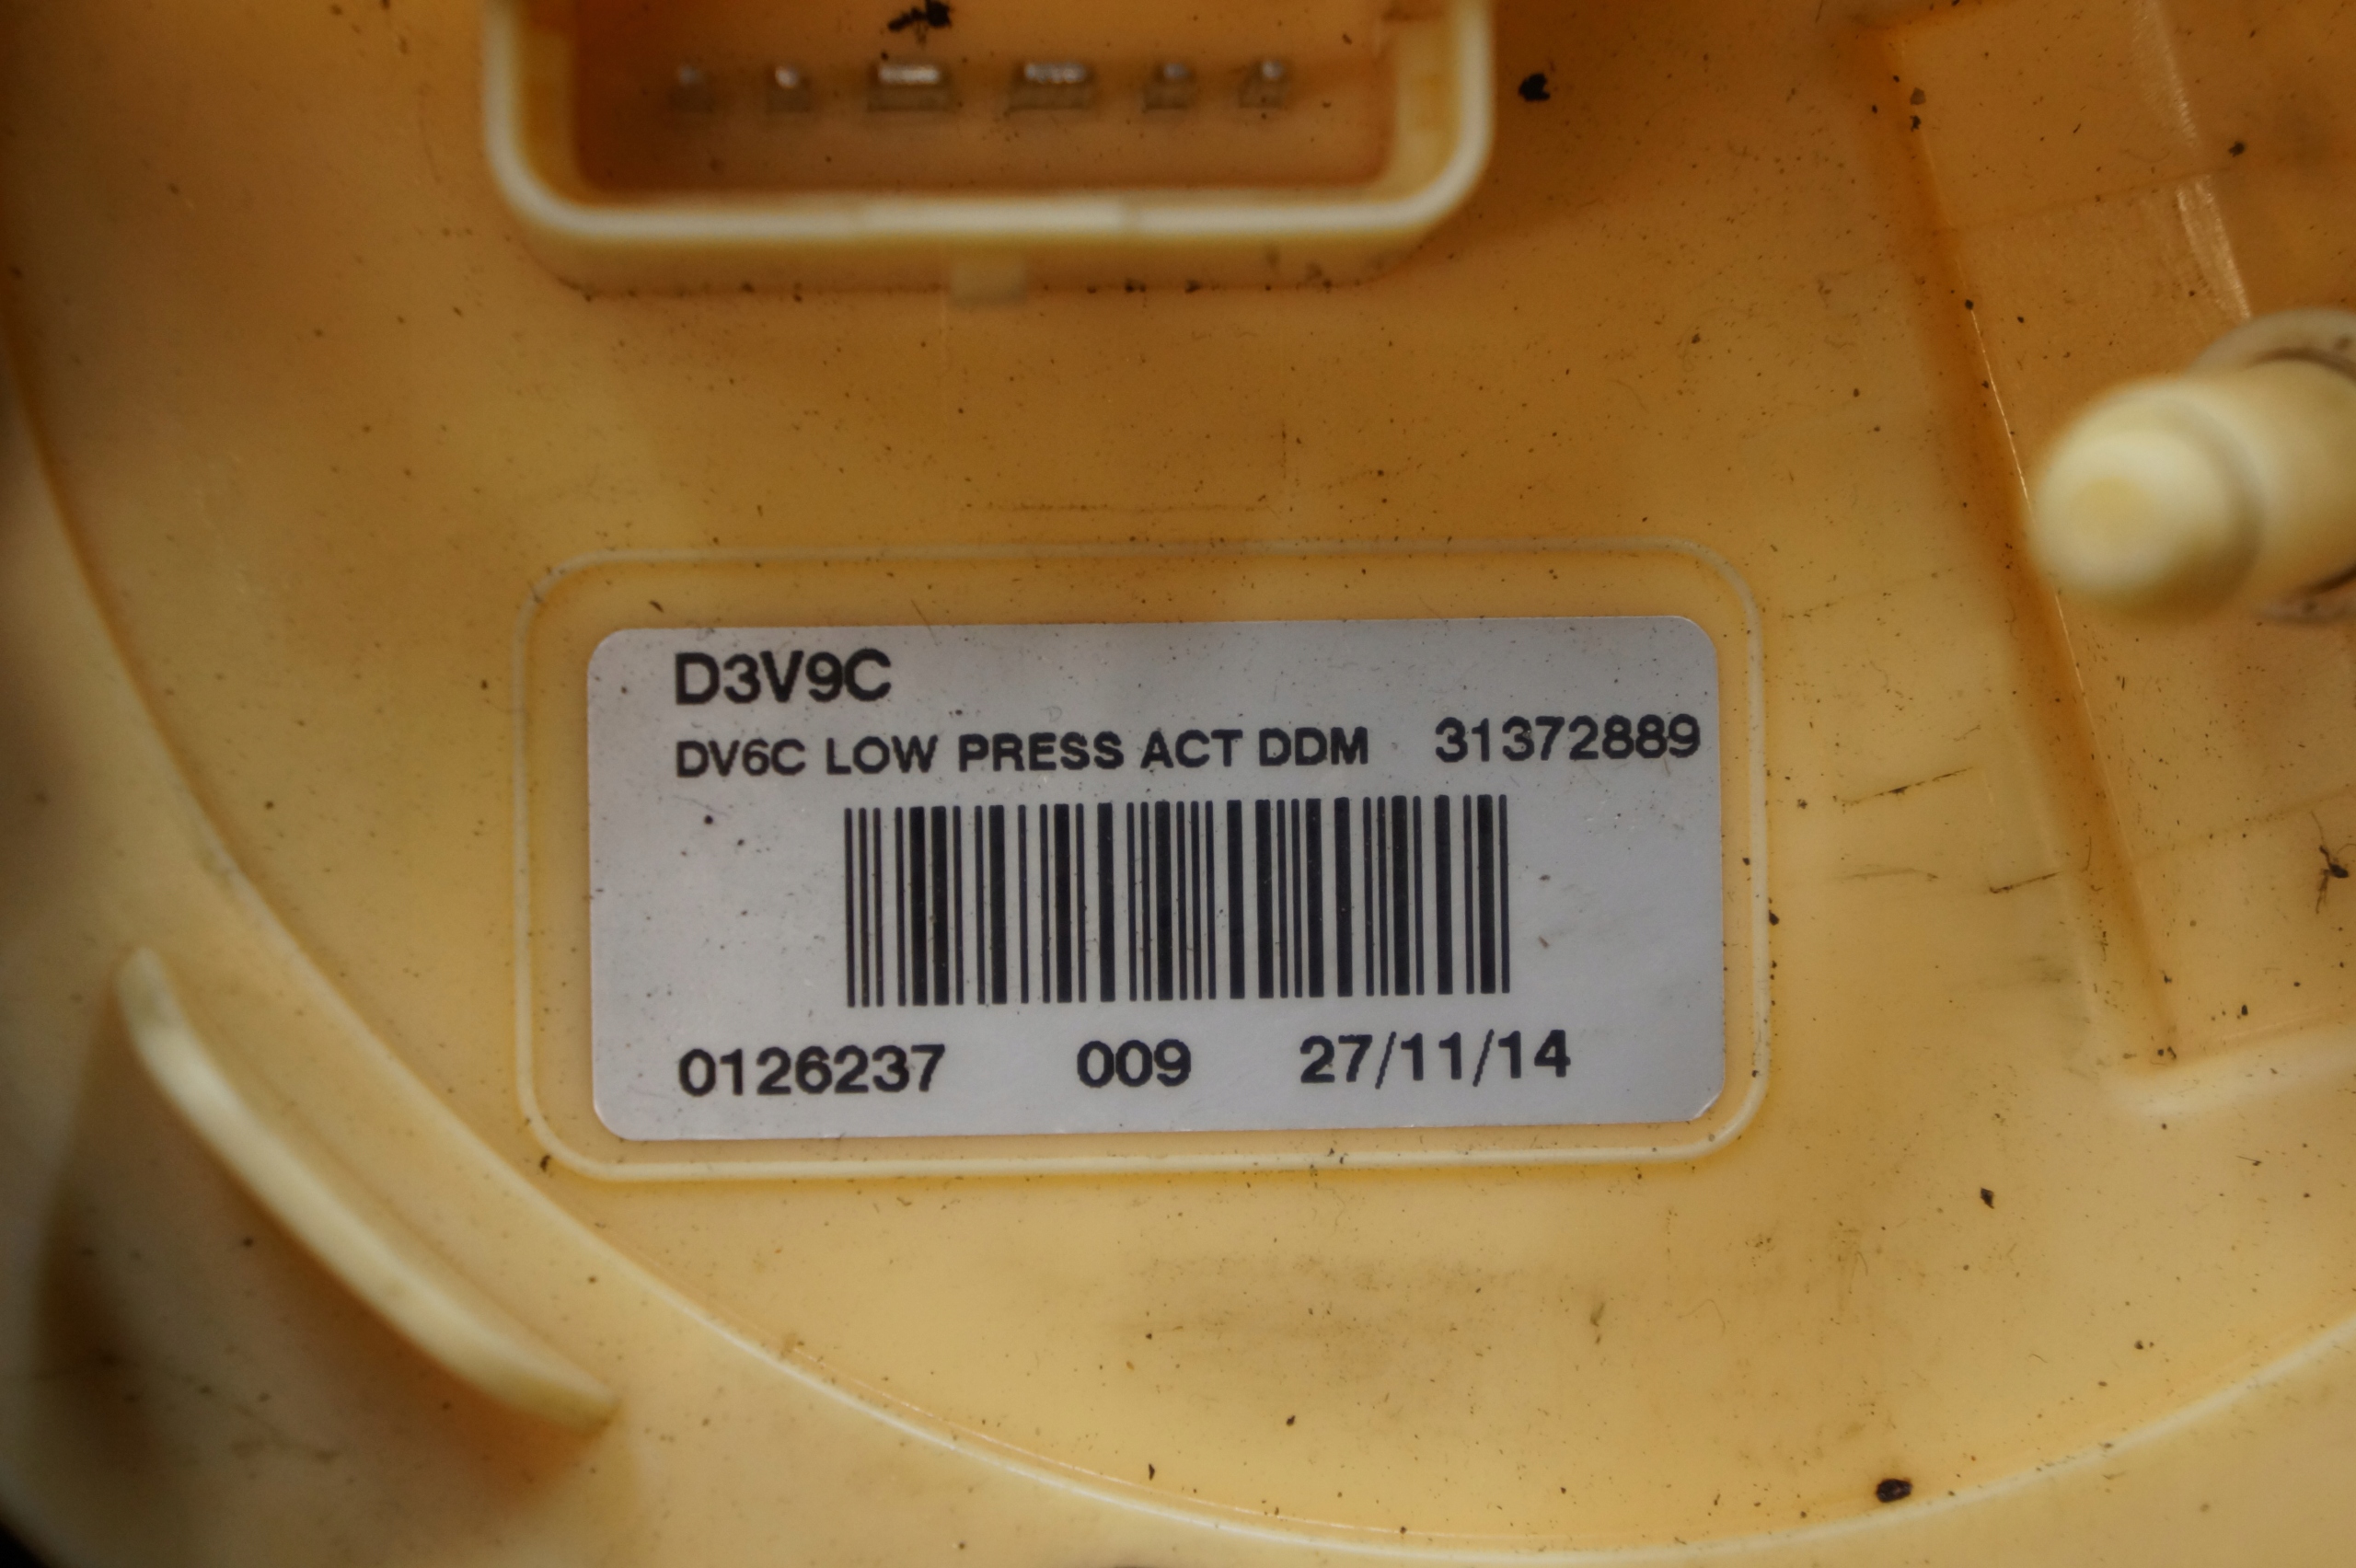 D3V9C
DV6C LOW PRESS ACT DDM 31372889
0126237 009 27/11/14